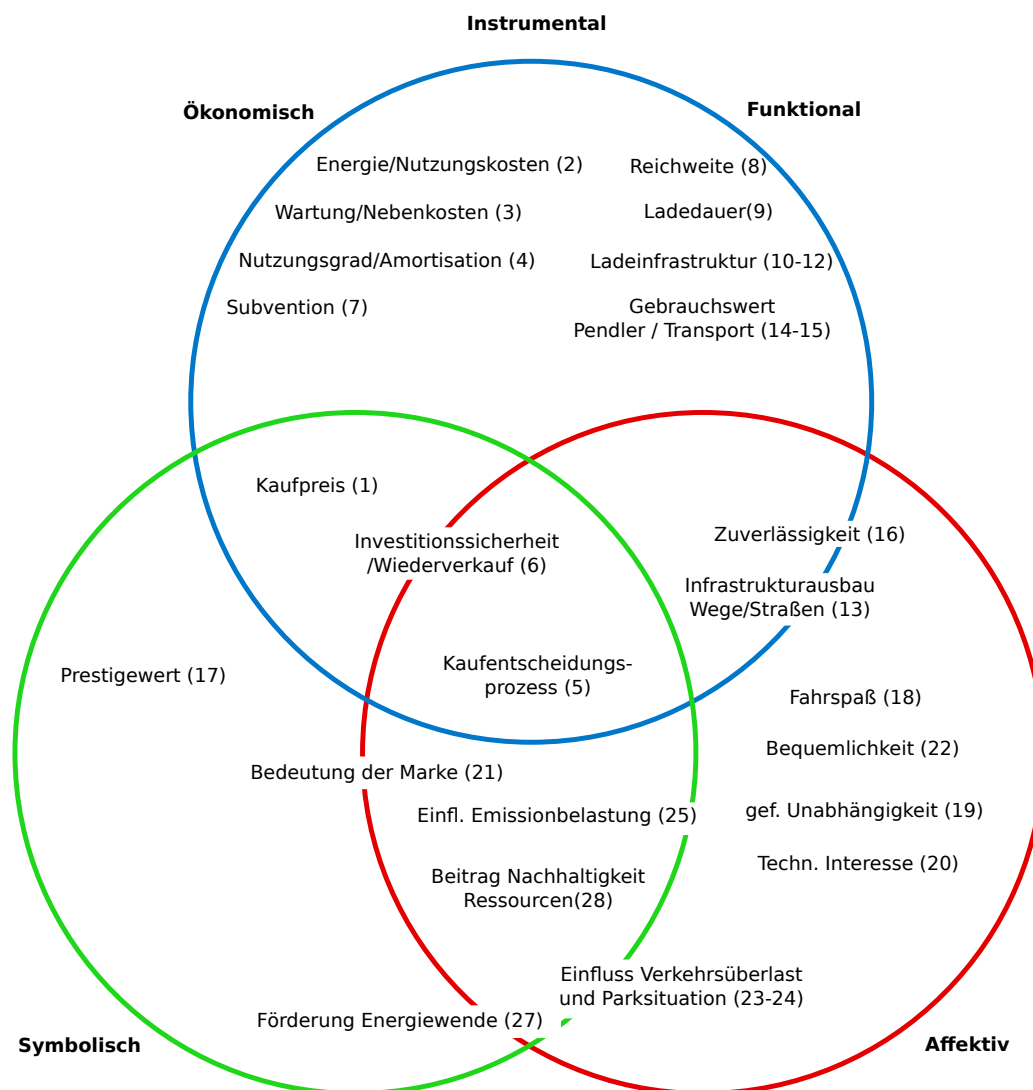 Instrumental
Ökonomisch
Funktional
Energie/Nutzungskosten (2)
Reichweite (8)
Wartung/Nebenkosten (3)
Ladedauer(9)
Nutzungsgrad/Amortisation (4)
Ladeinfrastruktur (10-12)
Subvention (7)
Gebrauchswert
Pendler / Transport (14-15)
Kaufpreis (1)
Investitionssicherheit
/Wiederverkauf (6)
Zuverlässigkeit (16)
Infrastrukturausbau
Wege/Straßen (13)
Kaufentscheidungs-
prozess (5)
Prestigewert (17)
Fahrspaß (18)
Bequemlichkeit (22)
Bedeutung der Marke (21)
Einfl. Emissionbelastung (25)
gef. Unabhängigkeit (19)
Techn. Interesse (20)
Beitrag Nachhaltigkeit
Ressourcen(28)
Einfluss Verkehrsüberlast
und Parksituation (23-24)
Förderung Energiewende (27)
Symbolisch
Affektiv